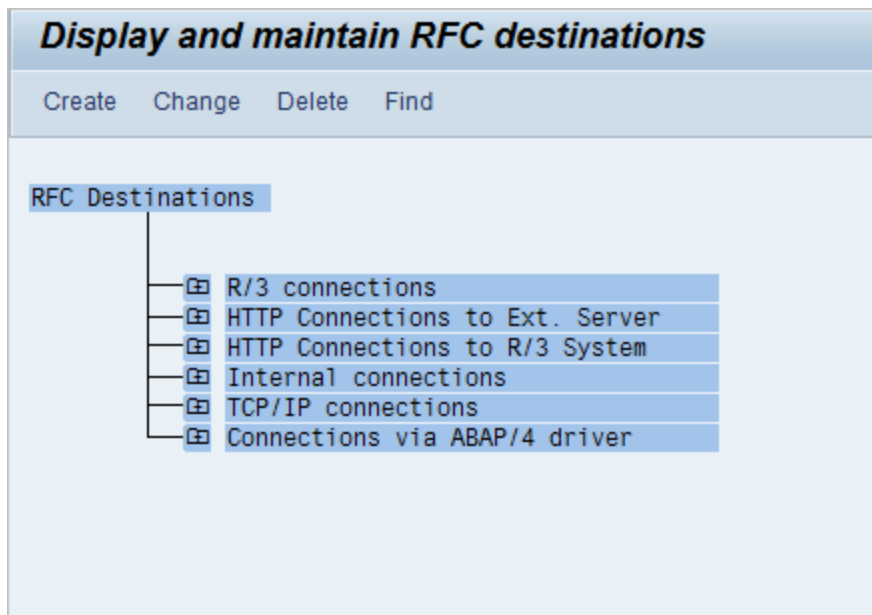 Display and maintain RFC destinations
Create Change Delete Find
RFC Destinations
R/3 connections
HTTP Connections to Ext. Server
HTTP Connections to R/3 System
Internal connections
TCP/IP connections
Connections via ABAP/4 driver